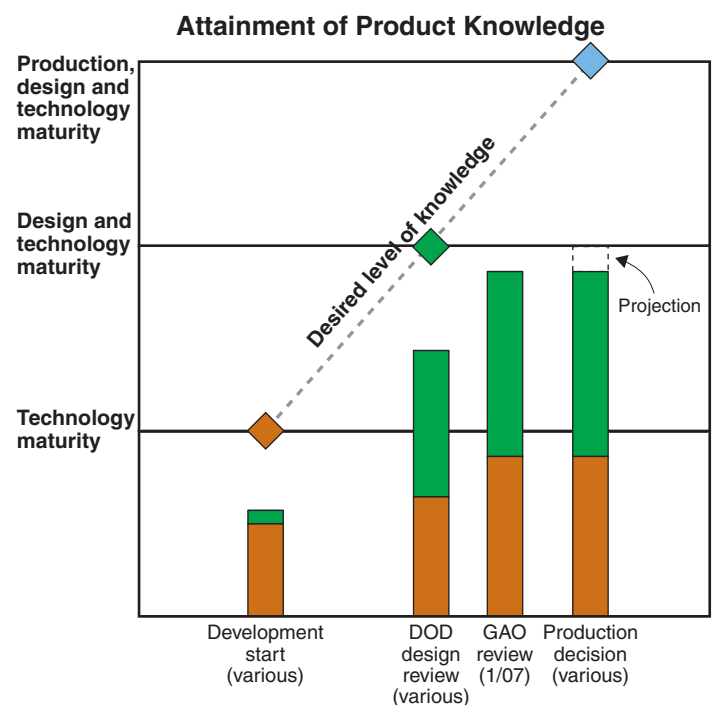 Attainment of Product Knowledge
Production,
design and
technology
maturity
Design and
technology
maturity
Technology
maturity
Desired level of knowledge
Projection
Development
start
(various)
DOD
design
review
(various)
GAO
review
(1/07)
Production
decision
(various)